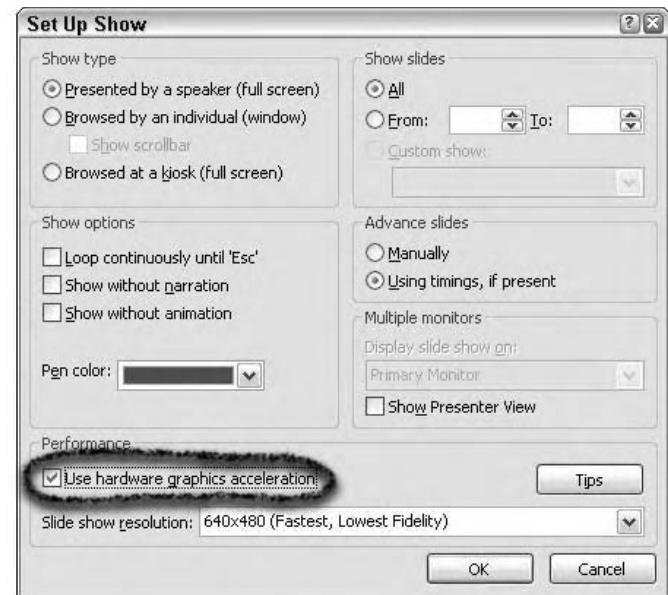 Set Up Show
Show type
Presented by a speaker (full screen)
Browsed by an individual (window)
Show scrollbar
Browsed at a kiosk (full screen)
Show slides
All
From: To:
Custom show:
Show options
Loop continuously until 'Esc'
Show without narration
Show without animation
Pen color:
Advance slides
Manually
Using timings, if present
Multiple monitors
Display slide show on:
Primary Monitor
Show Presenter View
Performance
Use hardware graphics acceleration
Tips
Slide show resolution: 640x480 (Fastest, Lowest Fidelity)
OK Cancel